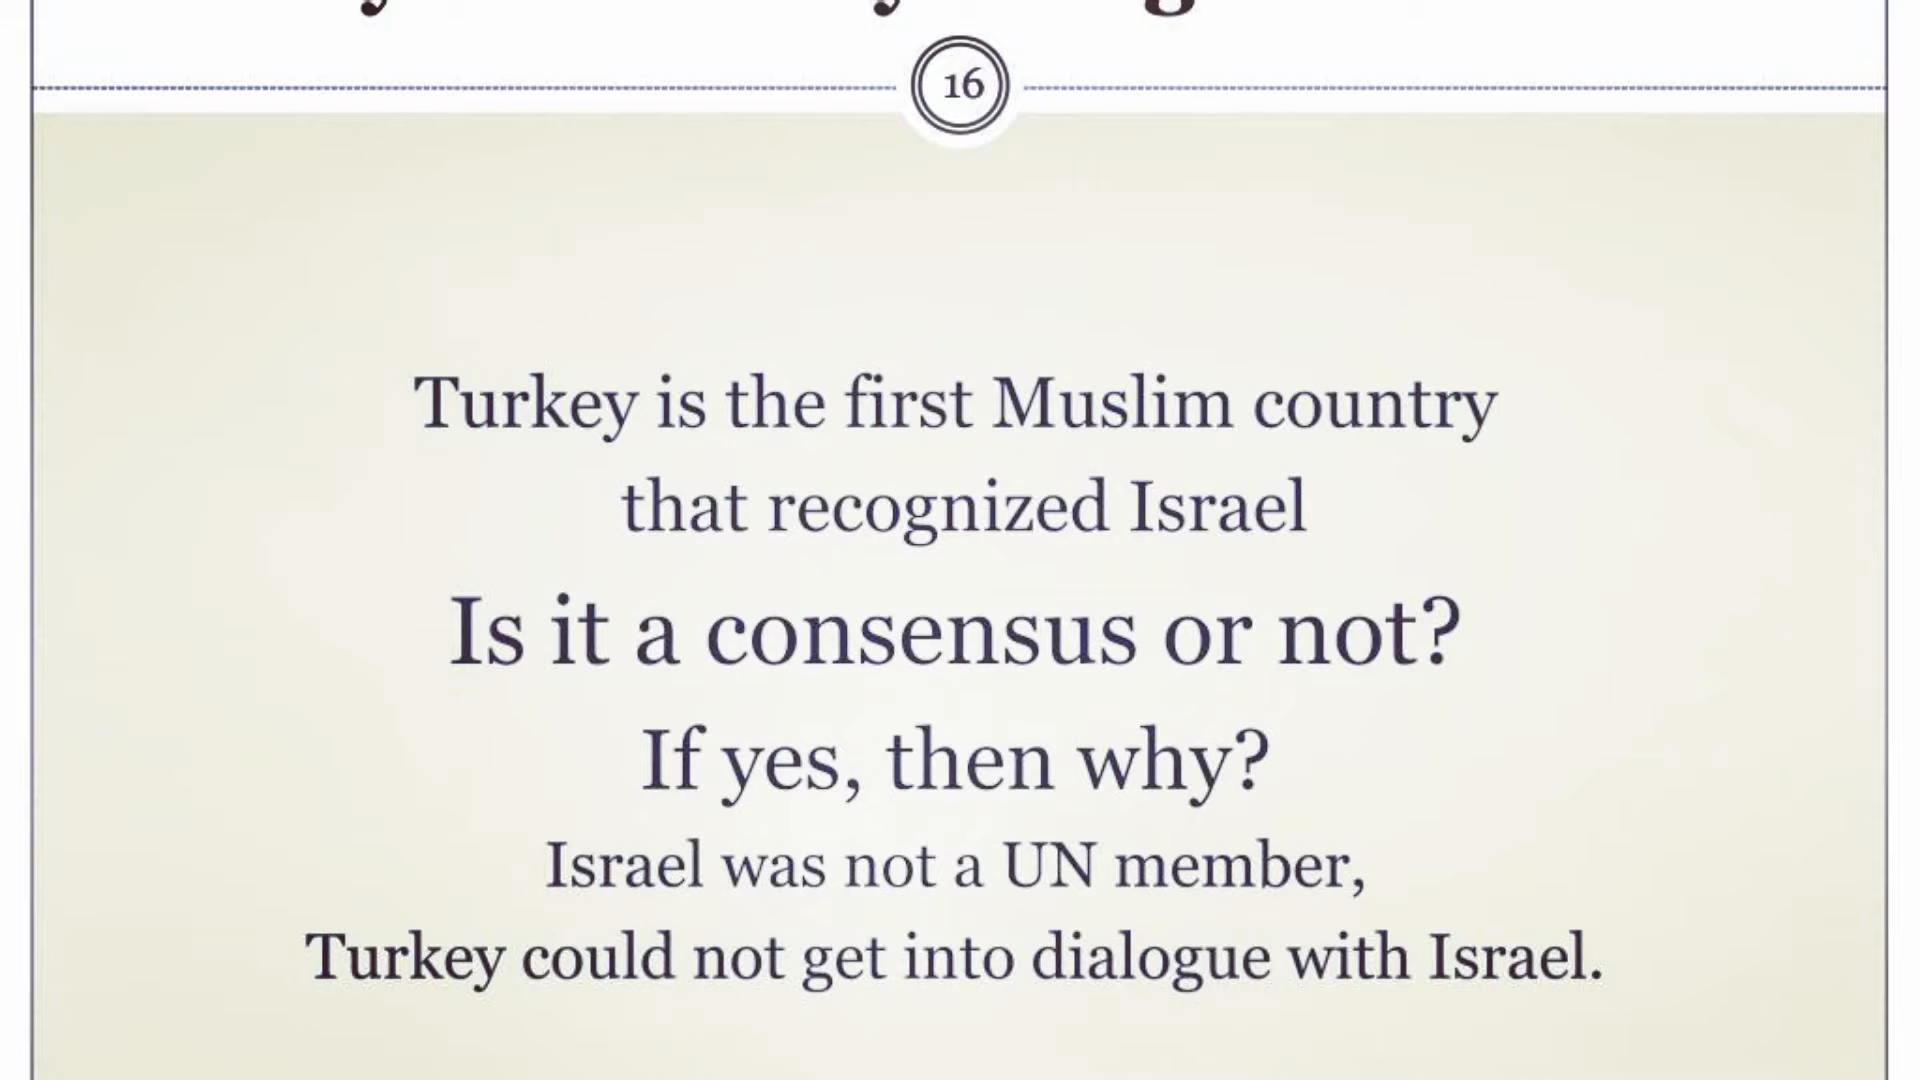 16
Turkey is the first Muslim country
that recognized Israel
Is it a consensus or not?
If yes, then why?
Israel was not a UN member,
Turkey could not get into dialogue with Israel.